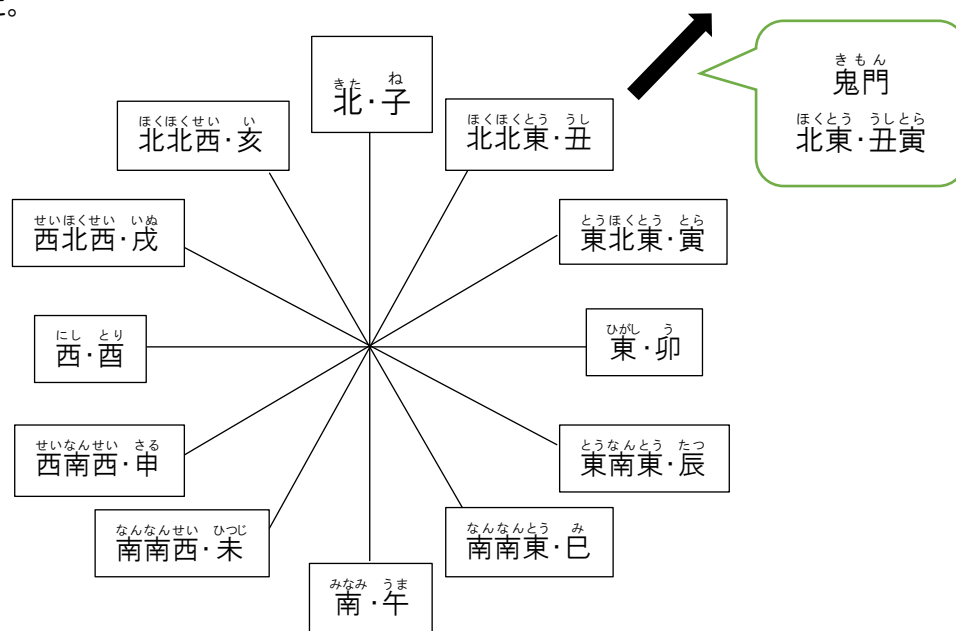 た。
きた ね
北・子
ほくほくせい い
北北西・亥
ほくほくとう うし
北北東・丑
きもん
鬼門
ほくとう うしとら
北東・丑寅
せいほくせい いぬ
西北西・戌
とうほくとう とら
東北東・寅
にし とり
西・酉
ひがし う
東・卯
せいなんせい さる
西南西・申
とうなんとう たつ
東南東・辰
なんなんせい ひつじ
南南西・未
なんなんとう み
南南東・巳
みなみ うま
南・午